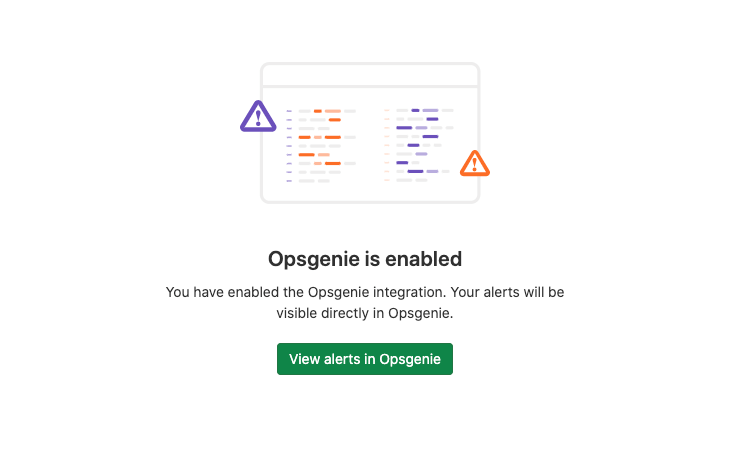 Opsgenie is enabled
You have enabled the Opsgenie integration. Your alerts will be
visible directly in Opsgenie.
View alerts in Opsgenie